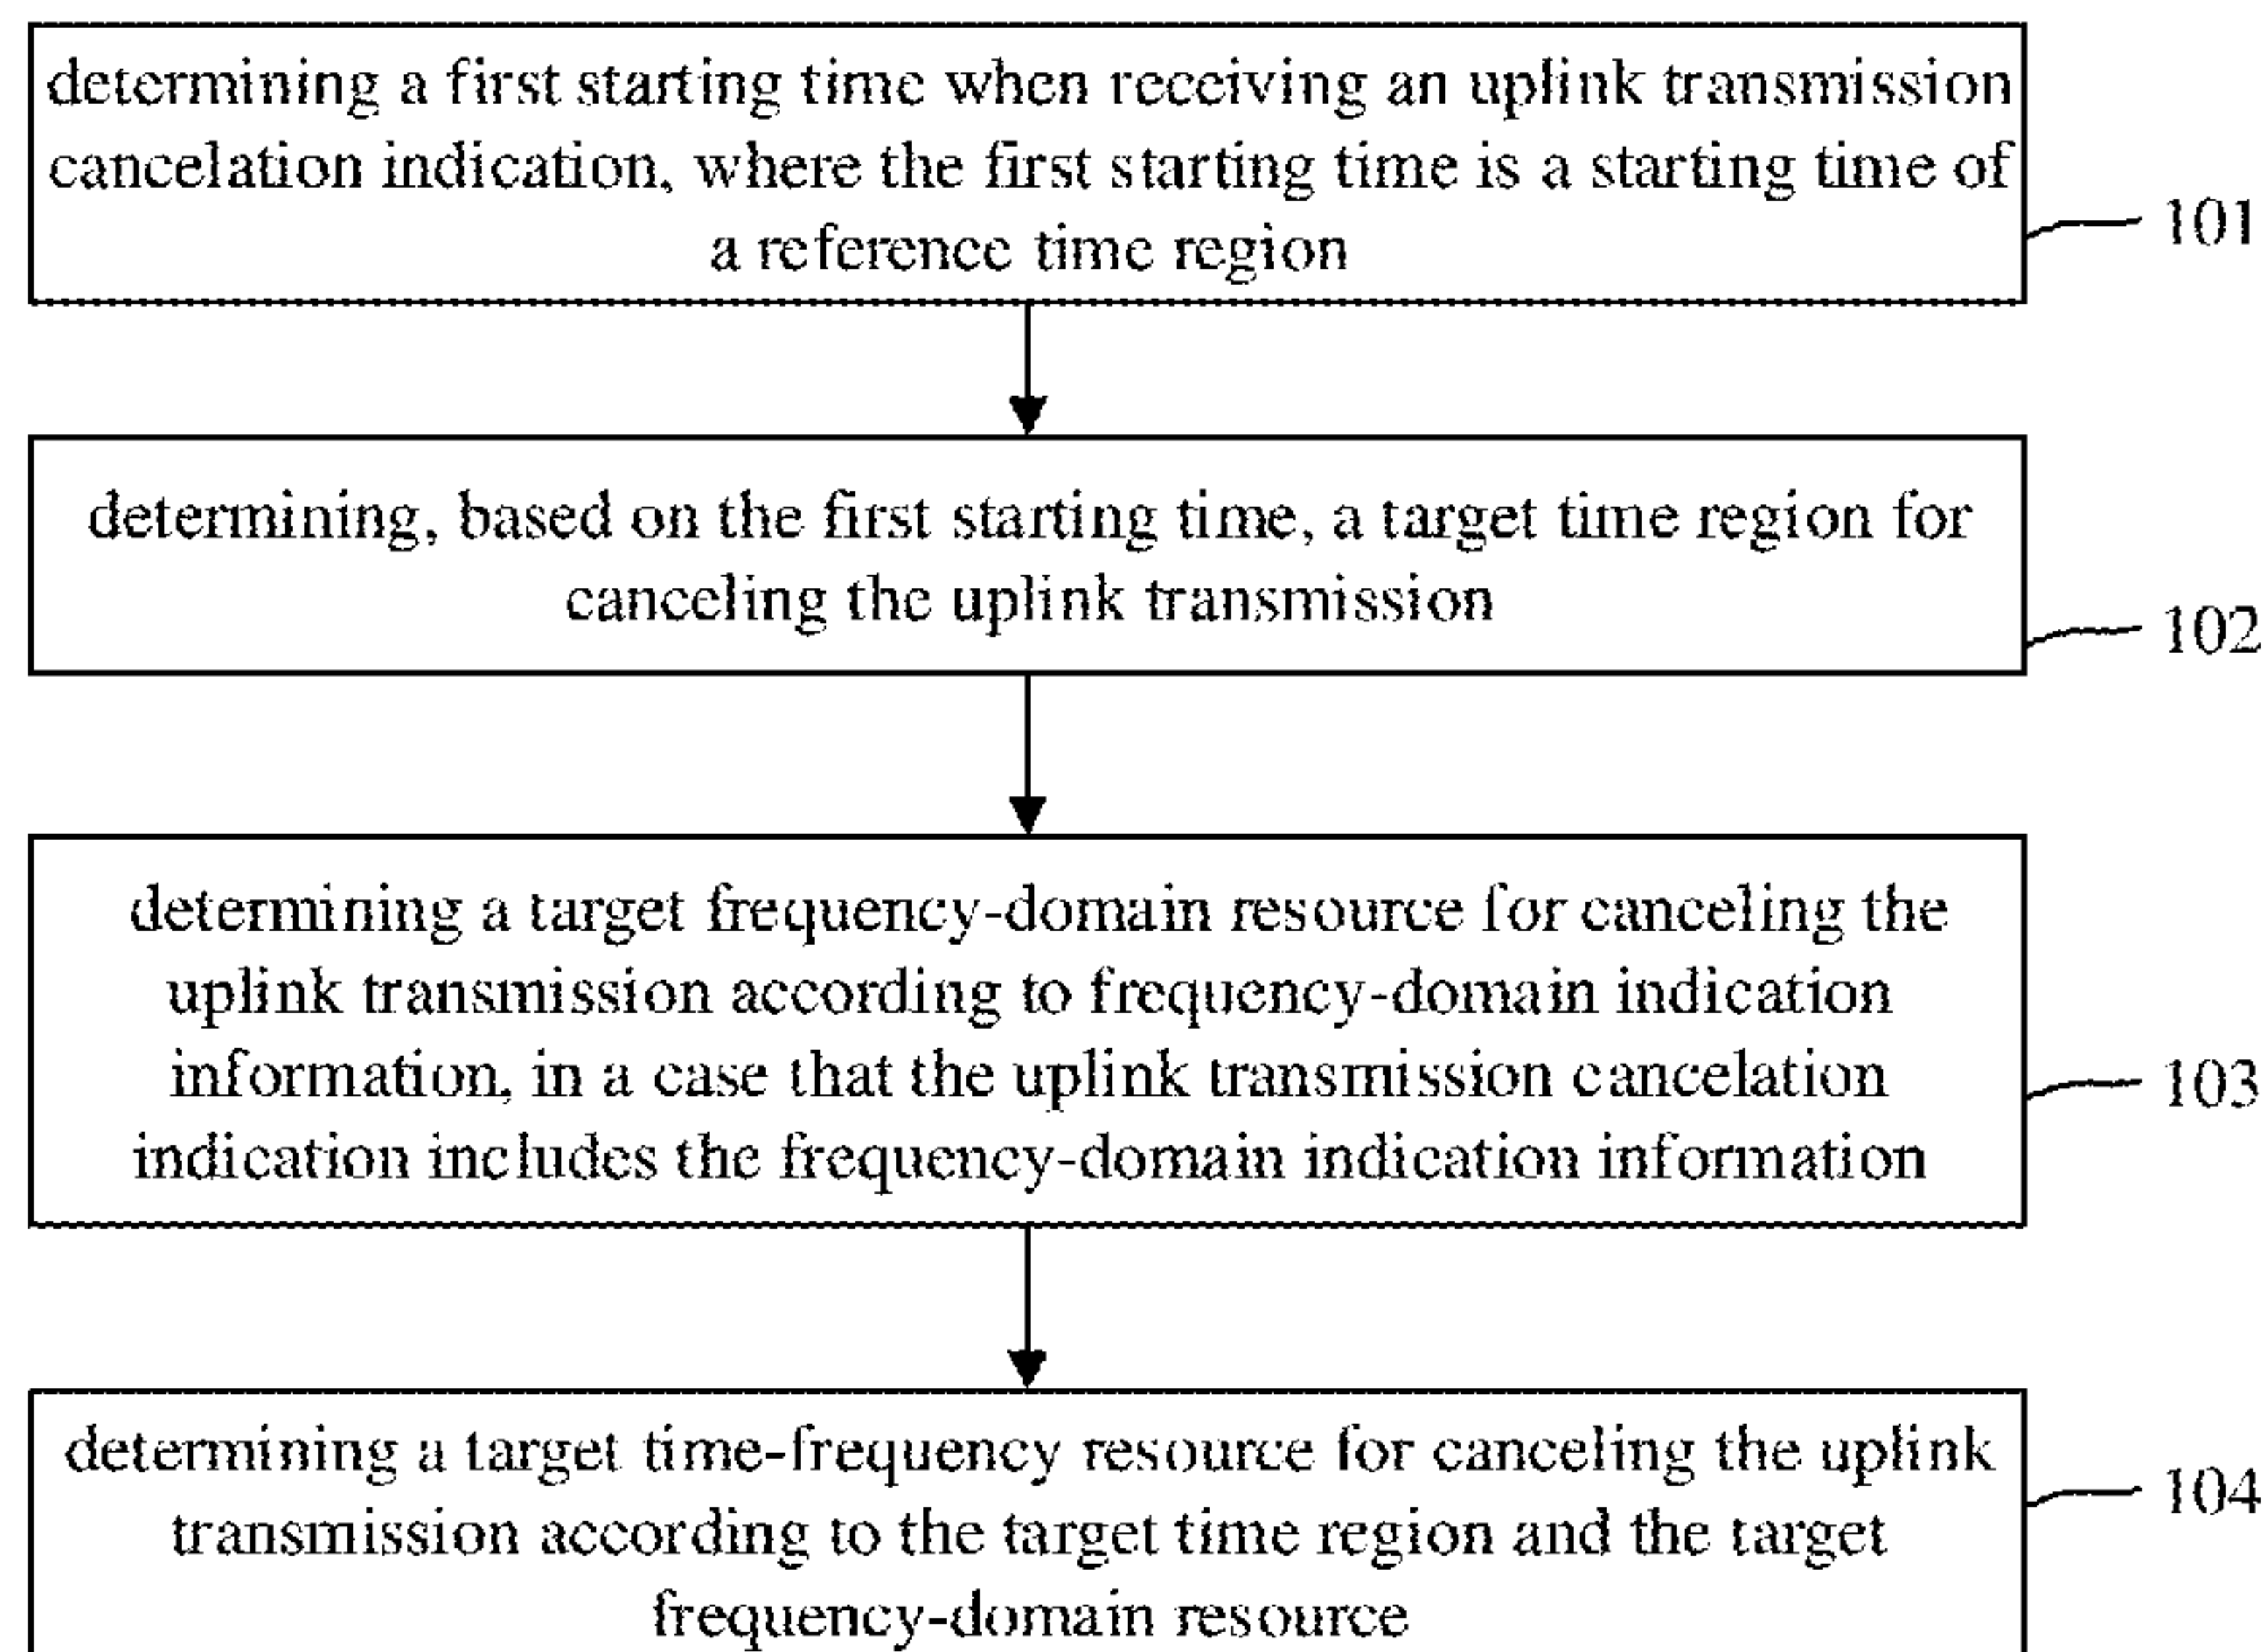 determining a first starting time when receiving an uplink transmission
cancelation indication, where the first starting time is a starting time of
a reference time region
101
determining, based on the first starting time, a target time region for
canceling the uplink transmission
102
determining a target frequency-domain resource for canceling the
uplink transmission according to frequency-domain indication
information, in a case that the uplink transmission cancelation
indication includes the frequency-domain indication information
103
determining a target time-frequency resource for canceling the uplink
transmission according to the target time region and the target
frequency-domain resource
104